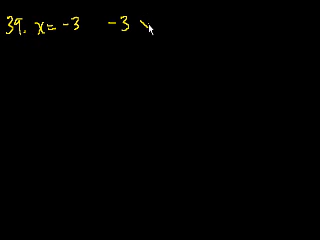 39. x = -3 -3